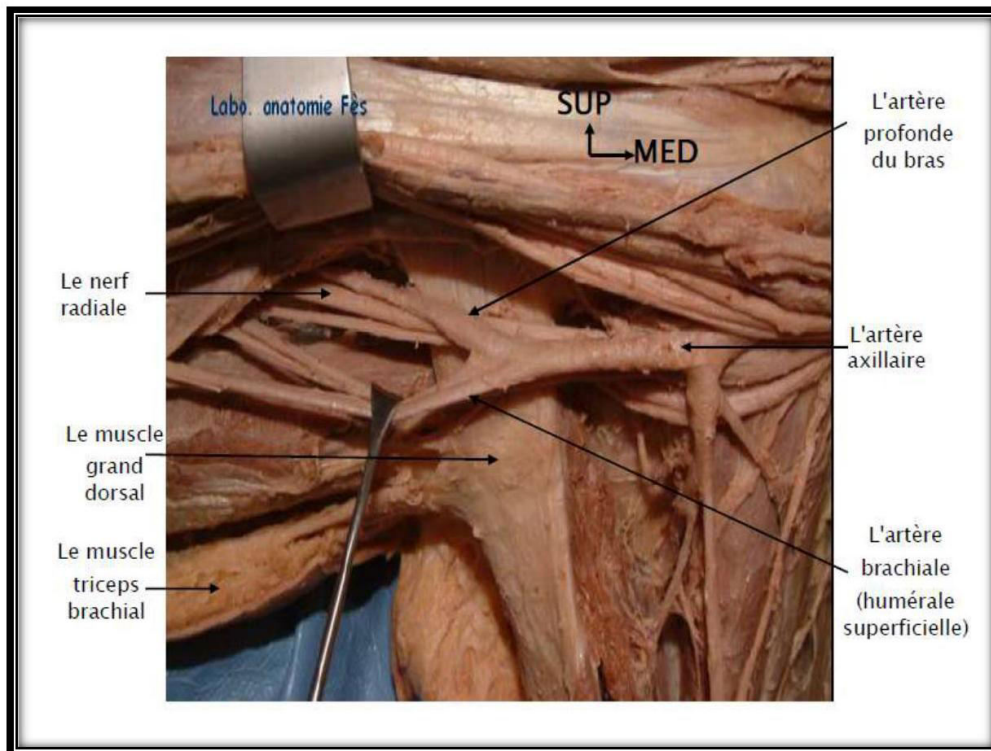 Labo. anatomie Fès
SUP
MED
L'artère
profonde
du bras
Le nerf
radiale
L'artère
axillaire
Le muscle
grand
dorsal
L'artère
brachiale
(humérale
superficielle)
Le muscle
triceps
brachial